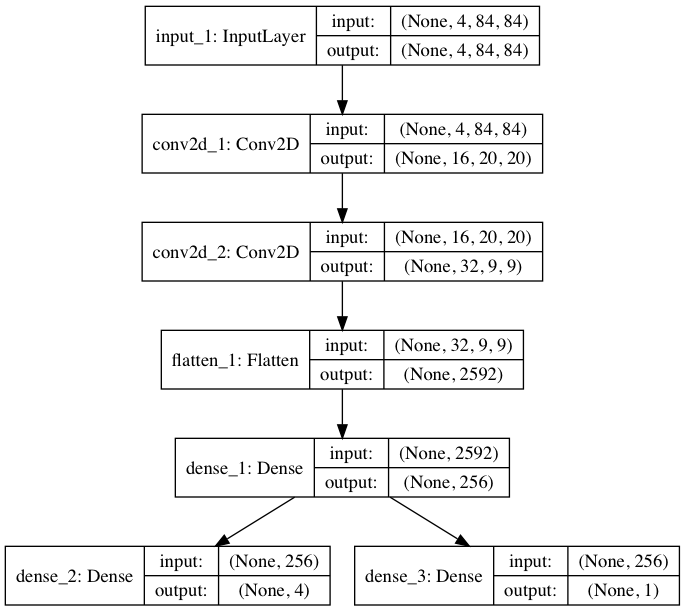 input_1: InputLayer
input: (None, 4, 84, 84)
output: (None, 4, 84, 84)
conv2d_1: Conv2D
input: (None, 4, 84, 84)
output: (None, 16, 20, 20)
conv2d_2: Conv2D
input: (None, 16, 20, 20)
output: (None, 32, 9, 9)
flatten_1: Flatten
input: (None, 32, 9, 9)
output: (None, 2592)
dense_1: Dense
input: (None, 2592)
output: (None, 256)
dense_2: Dense
input: (None, 256)
output: (None, 4)
dense_3: Dense
input: (None, 256)
output: (None, 1)